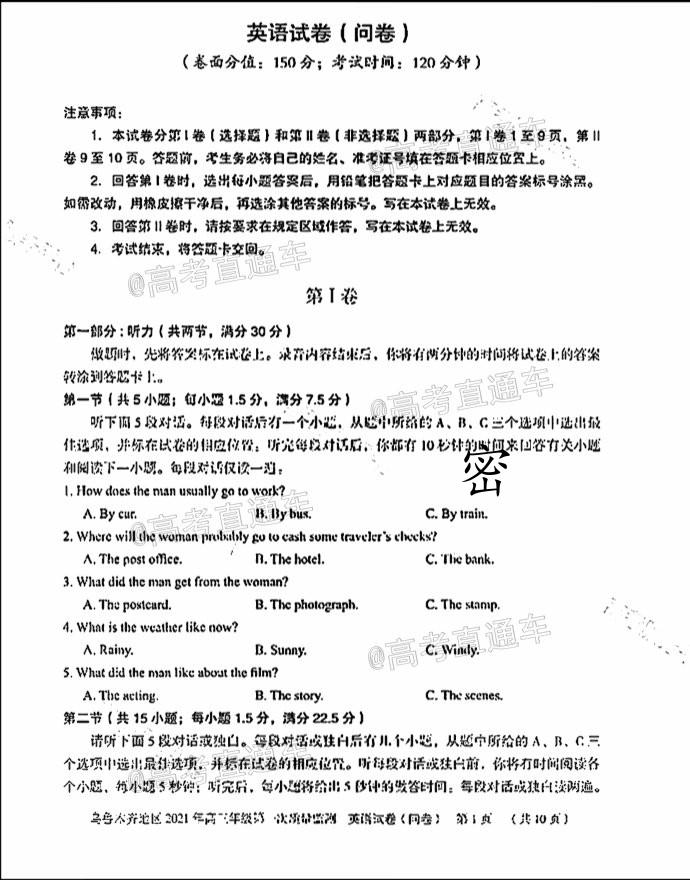 英语试卷（问卷）
（卷面分值：150分；考试时间：120分钟）
注意事项：
1. 本试卷分第Ⅰ卷（选择题）和第Ⅱ卷（非选择题）两部分，第Ⅰ卷1至9页，第Ⅱ
卷9至10页。答题前，考生务必将自己的姓名、准考证号填在答题卡相应位置上。
2. 回答第Ⅰ卷时，选出每小题答案后，用铅笔把答题卡上对应题目的答案标号涂黑。
如需改动，用橡皮擦干净后，再选涂其他答案的标号。写在本试卷上无效。
3. 回答第Ⅱ卷时，请按要求在规定区域作答，写在本试卷上无效。
4. 考试结束，将答题卡交回。
@高考直通车
第Ⅰ卷
第一部分：听力（共两节，满分30分）
做题时，先将答案标在试卷上。录音内容结束后，你将有两分钟的时间将试卷上的答案
转涂到答题卡上。
@高考直通车
第一节（共5小题；每小题1.5分，满分7.5分）
听下面5段对话。每段对话后有一个小题，从题中所给的A、B、C三个选项中选出最
佳选项，并标在试卷的相应位置。听完每段对话后，你都有10秒钟的时间来回答有关小题
和阅读下一小题。每段对话仅读一遍。
密
1. How does the man usually go to work?
A. By car. B. By bus. C. By train.
@高考直通车
2. Where will the woman probably go to cash some traveler's checks?
A. The post office. B. The hotel. C. The bank.
3. What did the man get from the woman?
A. The postcard. B. The photograph. C. The stamp.
4. What is the weather like now?
A. Rainy. B. Sunny. C. Windy.
@高考直通车
5. What did the man like about the film?
A. The acting. B. The story. C. The scenes.
第二节（共15小题；每小题1.5分，满分22.5分）
请听下面5段对话或独白。每段对话或独白后有几个小题，从题中所给的A、B、C三
个选项中选出最佳选项，并标在试卷的相应位置。听每段对话或独白前，你将有时间阅读各
个小题，每小题5秒钟；听完后，每小题将给出5秒钟的做答时间。每段对话或独白读两遍。
乌鲁木齐地区2021年高三年级第一次质量监测 英语试卷（问卷） 第1页 （共10页）